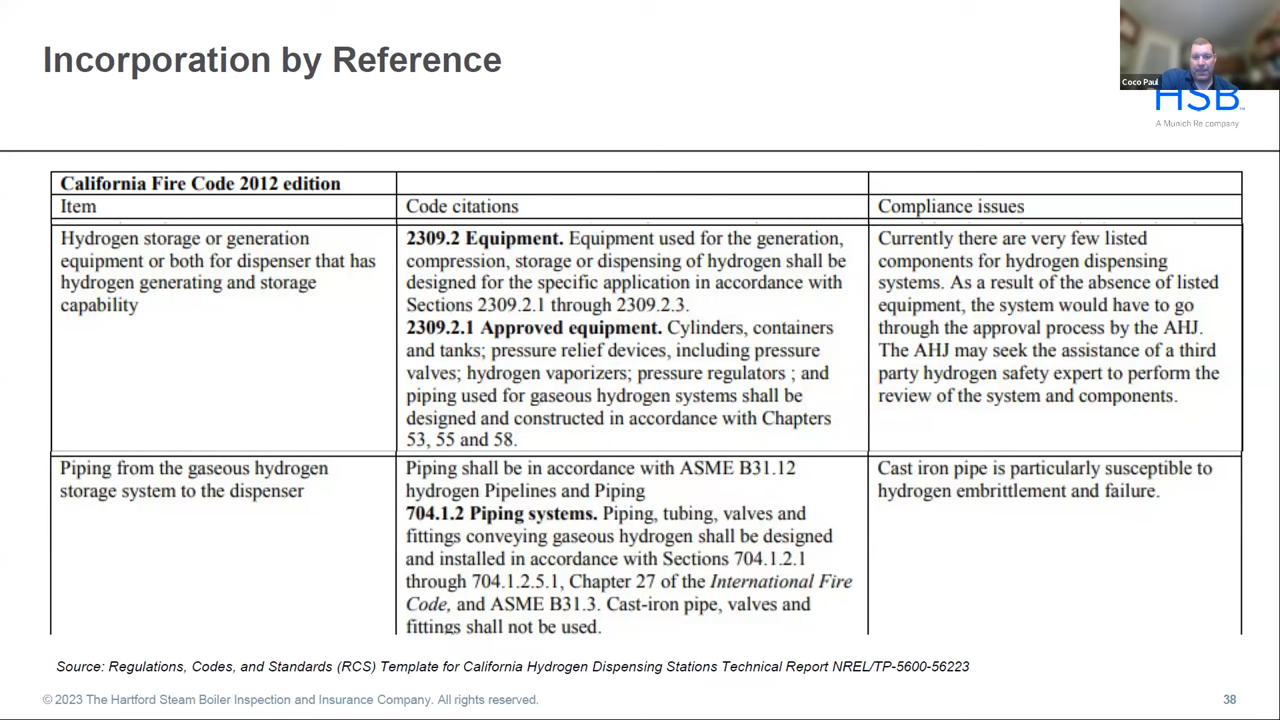 Incorporation by Reference
Coco Paul
HSB
A Munich Re company
California Fire Code 2012 edition
Item
Code citations
Compliance issues
Hydrogen storage or generation
equipment or both for dispenser that has
hydrogen generating and storage
capability
2309.2 Equipment. Equipment used for the generation,
compression, storage or dispensing of hydrogen shall be
designed for the specific application in accordance with
Sections 2309.2.1 through 2309.2.3.
2309.2.1 Approved equipment. Cylinders, containers
and tanks; pressure relief devices, including pressure
valves; hydrogen vaporizers; pressure regulators ; and
piping used for gaseous hydrogen systems shall be
designed and constructed in accordance with Chapters
53, 55 and 58.
Currently there are very few listed
components for hydrogen dispensing
systems. As a result of the absence of listed
equipment, the system would have to go
through the approval process by the AHJ.
The AHJ may seek the assistance of a third
party hydrogen safety expert to perform the
review of the system and components.
Piping from the gaseous hydrogen
storage system to the dispenser
Piping shall be in accordance with ASME B31.12
hydrogen Pipelines and Piping
704.1.2 Piping systems. Piping, tubing, valves and
fittings conveying gaseous hydrogen shall be designed
and installed in accordance with Sections 704.1.2.1
through 704.1.2.5.1, Chapter 27 of the International Fire
Code, and ASME B31.3. Cast-iron pipe, valves and
fittings shall not be used.
Cast iron pipe is particularly susceptible to
hydrogen embrittlement and failure.
Source: Regulations, Codes, and Standards (RCS) Template for California Hydrogen Dispensing Stations Technical Report NREL/TP-5600-56223
© 2023 The Hartford Steam Boiler Inspection and Insurance Company. All rights reserved.
38